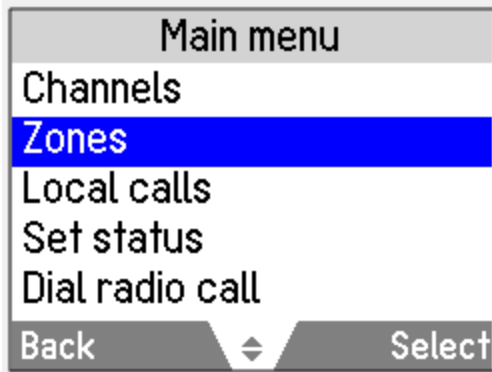 Main menu
Channels
Zones
Local calls
Set status
Dial radio call
Back Select